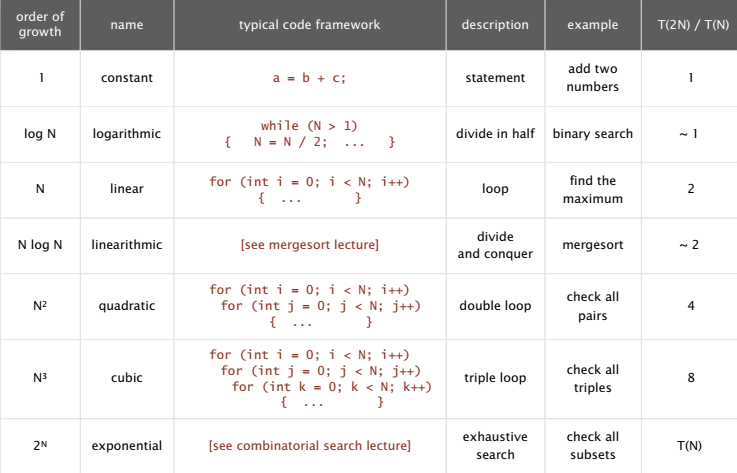 order of growth name typical code framework description example T(2N) / T(N)
1 constant a = b + c; statement add two numbers 1
log N logarithmic while (N > 1) { N = N / 2; ... } divide in half binary search ~ 1
N linear for (int i = 0; i < N; i++) { ... } loop find the maximum 2
N log N linearithmic [see mergesort lecture] divide and conquer mergesort ~ 2
N² quadratic for (int i = 0; i < N; i++) for (int j = 0; j < N; j++) { ... } double loop check all pairs 4
N³ cubic for (int i = 0; i < N; i++) for (int j = 0; j < N; j++) for (int k = 0; k < N; k++) { ... } triple loop check all triples 8
2ᴺ exponential [see combinatorial search lecture] exhaustive search check all subsets T(N)